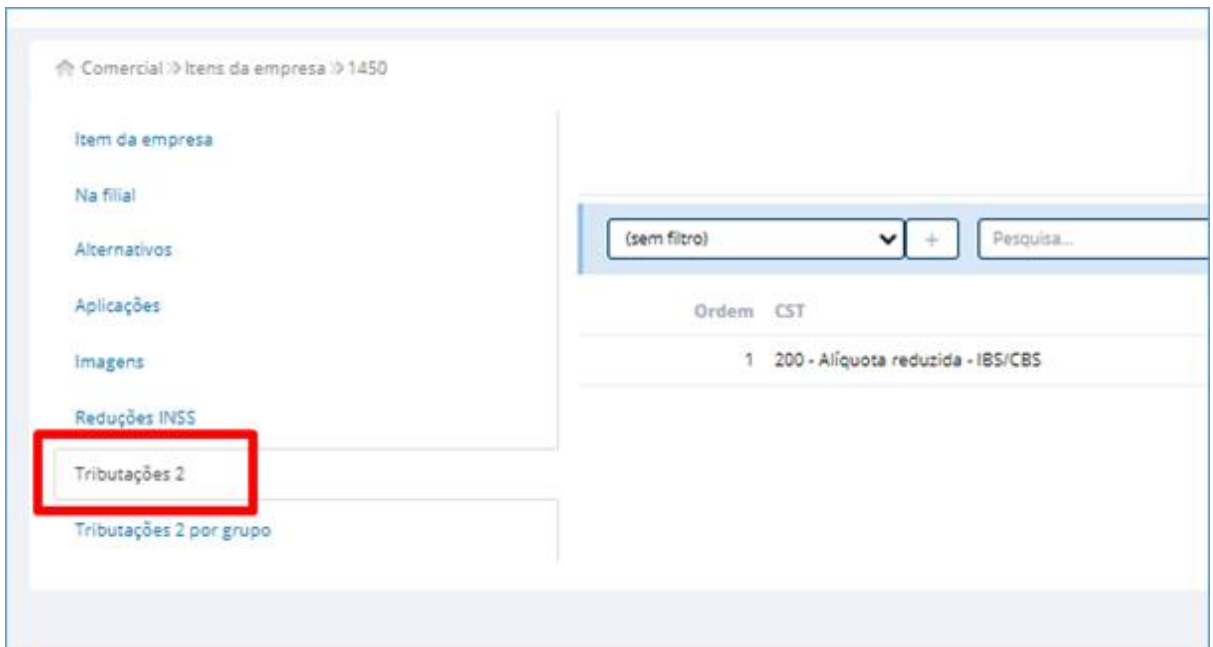 Comercial » Itens da empresa » 1450
Item da empresa
Na filial
Alternativos
Aplicações
Imagens
Reduções INSS
Tributações 2
Tributações 2 por grupo
(sem filtro) + Pesquisa...
Ordem CST
1 200 - Alíquota reduzida - IBS/CBS